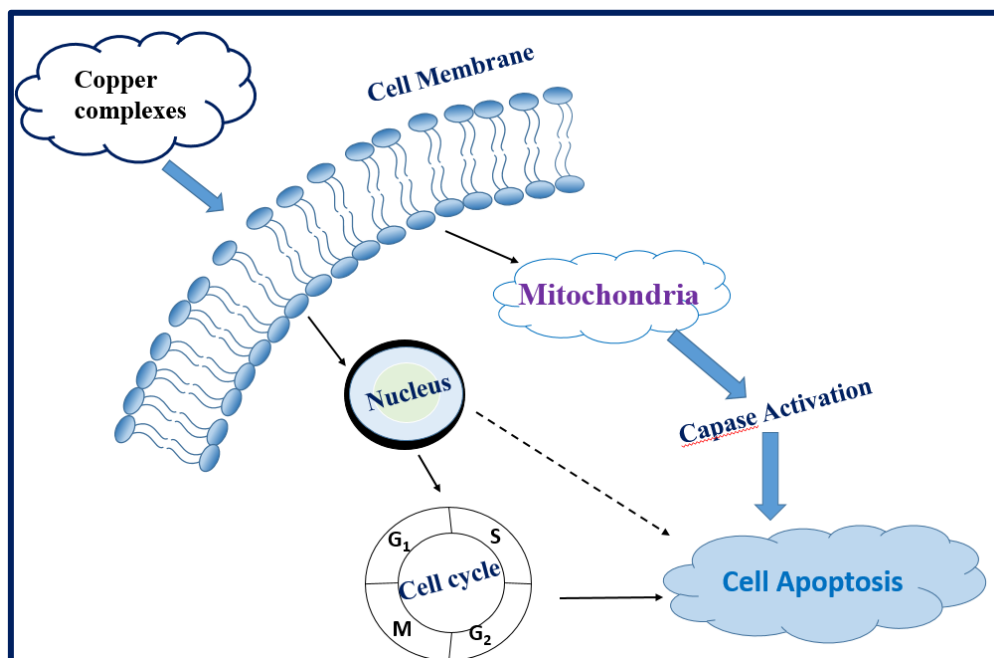 Copper
complexes
Cell Membrane
Mitochondria
Nucleus
Capase Activation
G1
S
Cell cycle
M
G2
Cell Apoptosis